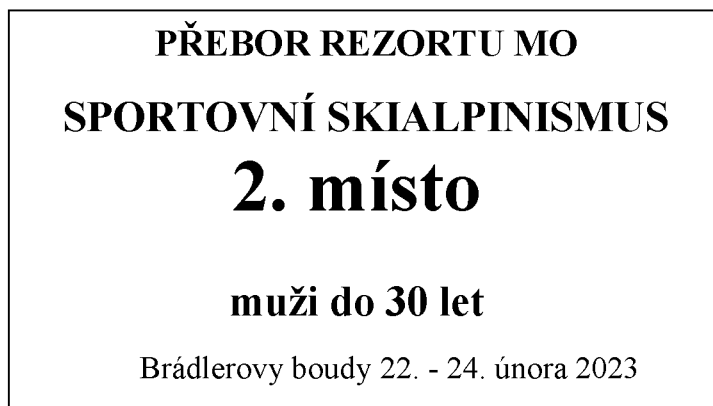 PŘEBOR REZORTU MO
SPORTOVNÍ SKIALPINISMUS
2. místo
muži do 30 let
Brádlerovy boudy 22. - 24. února 2023